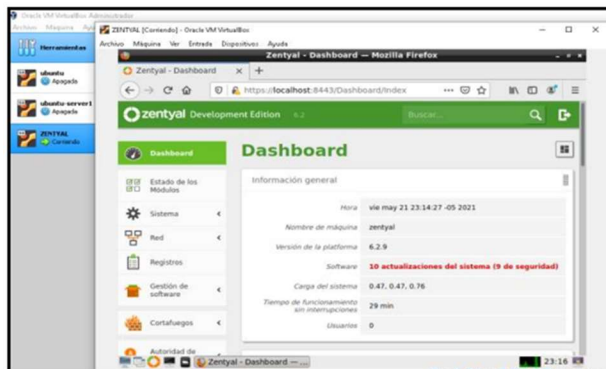 Oracle VM VirtualBox Administrador
Archivo Máquina Ayu
Herramientas
ubuntu
Apagada
ubuntu-server1
Apagada
ZENTYAL
Corriendo
ZENTYAL [Corriendo] - Oracle VM VirtualBox
Archivo Máquina Ver Entrada Dispositivos Ayuda
Zentyal - Dashboard — Mozilla Firefox
Zentyal - Dashboard
https://localhost:8443/Dashboard/Index
zentyal Development Edition 6.2
Buscar...
Dashboard
Estado de los
Módulos
Sistema
Red
Registros
Gestión de
software
Cortafuegos
Autoridad de
Dashboard
Información general
Hora vie may 21 23:14:27 -05 2021
Nombre de máquina zentyal
Versión de la plataforma 6.2.9
Software 10 actualizaciones del sistema (9 de seguridad)
Carga del sistema 0.47, 0.47, 0.76
Tiempo de funcionamiento
sin interrupciones 29 min
Usuarios 0
Zentyal - Dashboard — ...
23:16